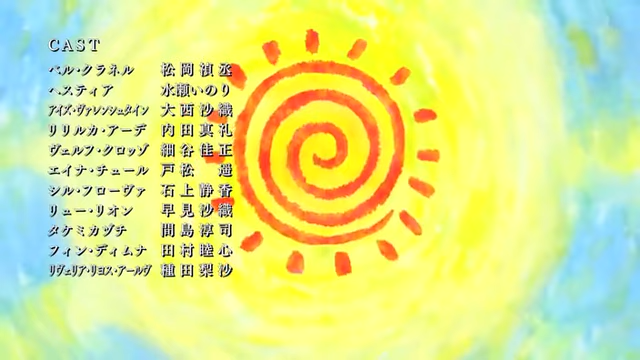 CAST
ベル・クラネル 松岡禎丞
ヘスティア 水瀬いのり
アイズ・ヴァレンシュタイン 大西沙織
リリルカ・アーデ 内田真礼
ヴェルフ・クロッゾ 細谷佳正
エイナ・チュール 戸松 遥
シル・フローヴァ 石上静香
リュー・リオン 早見沙織
タケミカヅチ 間島淳司
フィン・ディムナ 田村睦心
リヴェリア・リヨス・アールヴ 種田梨沙